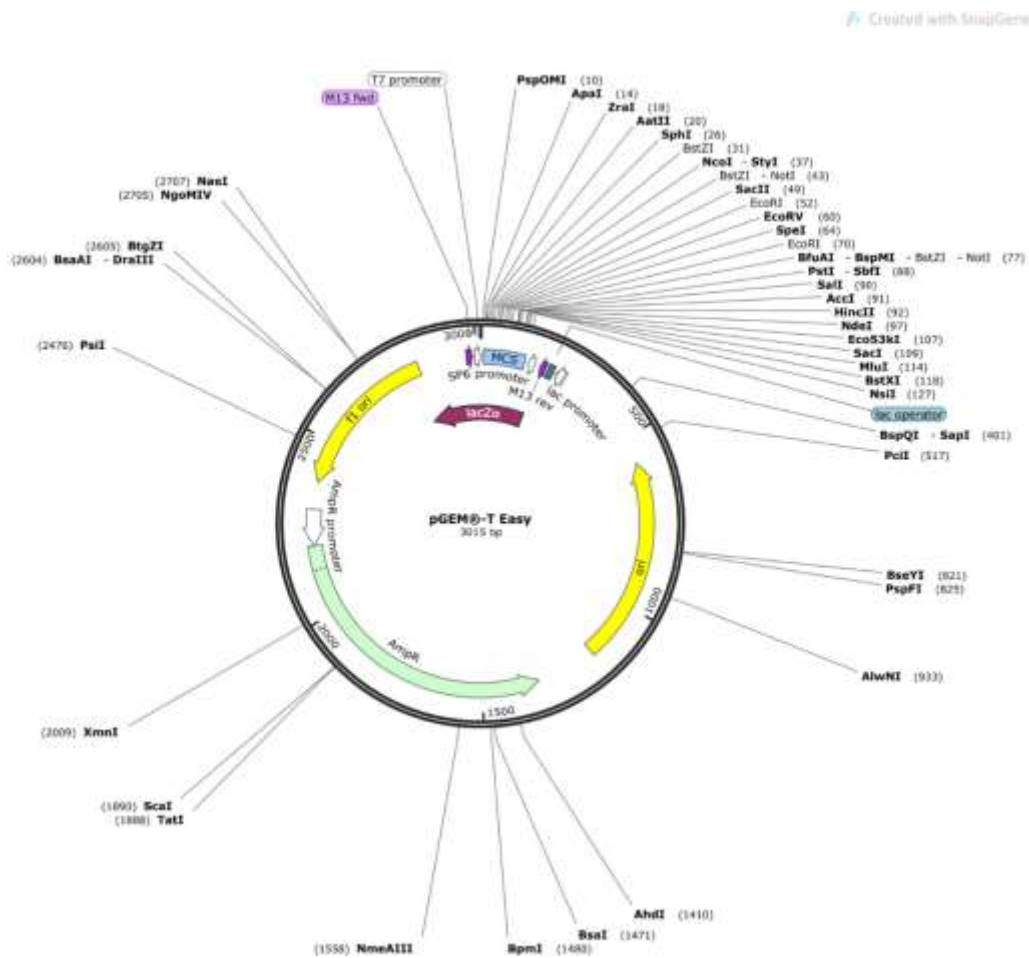 Created with SnapGene
T7 promoter
M13 fwd
PspOMI (10)
ApaI (14)
ZraI (18)
AatII (20)
SphI (26)
BstZI (31)
NcoI - StyI (37)
BstZI - NotI (43)
SacII (49)
EcoRI (52)
EcoRV (60)
SpeI (64)
EcoRI (70)
BfuAI - BspMI - BstZI - NotI (77)
PstI - SbfI (88)
SalI (90)
AccI (91)
HincII (92)
NdeI (97)
Eco53kI (107)
SacI (109)
MluI (114)
BstXI (118)
NsiI (127)
lac operator
BspQI - SapI (401)
PciI (517)
(2707) NaeI
(2705) NgoMIV
(2605) BtgZI
(2604) BsaAI - DraIII
(2476) PsiI
3000
MCS
SP6 promoter
M13 rev
lac promoter
lacZα
f1 ori
500
2500
AmpR promoter
pGEM®-T Easy
3015 bp
ori
1000
BseYI (821)
PspFI (825)
AlwNI (933)
AmpR
2000
1500
(2009) XmnI
(1890) ScaI
(1888) TatI
(1558) NmeAIII
BpmI (1480)
BsaI (1471)
AhdI (1410)